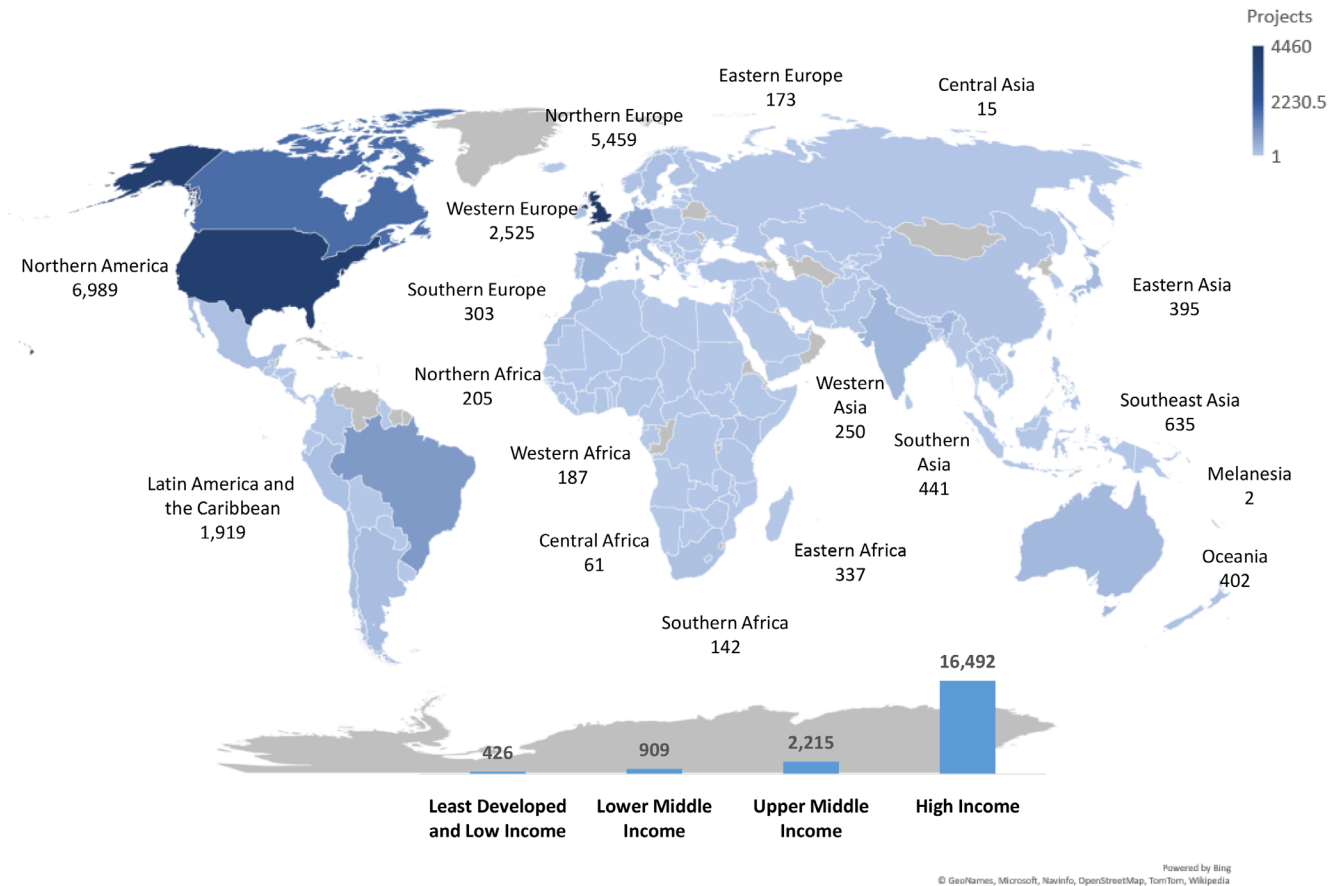 Projects
4460
2230.5
1
Eastern Europe
173
Central Asia
15
Northern Europe
5,459
Western Europe
2,525
Northern America
6,989
Southern Europe
303
Eastern Asia
395
Northern Africa
205
Western
Asia
250
Southeast Asia
635
Southern
Asia
441
Western Africa
187
Melanesia
2
Latin America and
the Caribbean
1,919
Central Africa
61
Eastern Africa
337
Oceania
402
Southern Africa
142
16,492
426
909
2,215
Least Developed
and Low Income
Lower Middle
Income
Upper Middle
Income
High Income
Powered by Bing
© GeoNames, Microsoft, Navinfo, OpenStreetMap, TomTom, Wikipedia